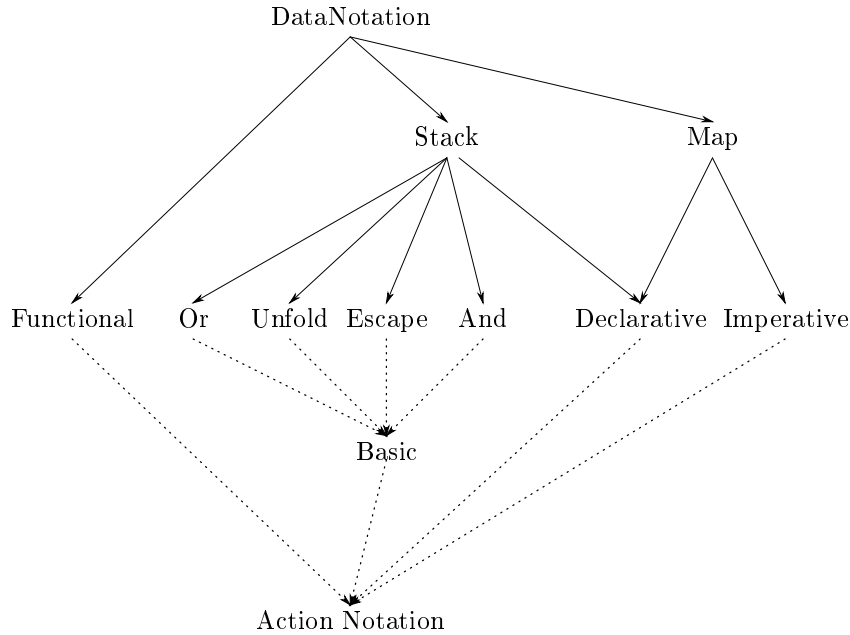 DataNotation
Stack Map
Functional Or Unfold Escape And Declarative Imperative
Basic
Action Notation